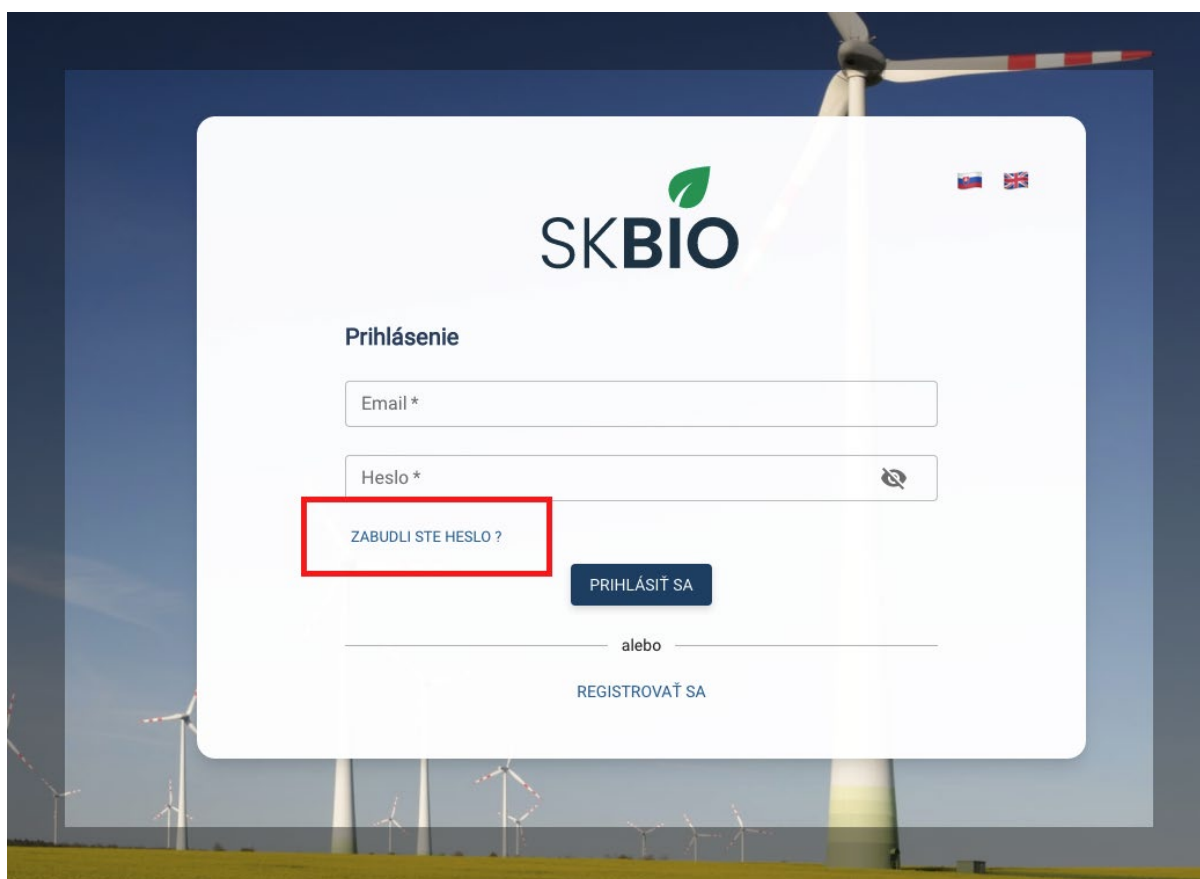 SKBIO
Prihlásenie
Email *
Heslo *
ZABUDLI STE HESLO ?
PRIHLÁSIŤ SA
alebo
REGISTROVAŤ SA